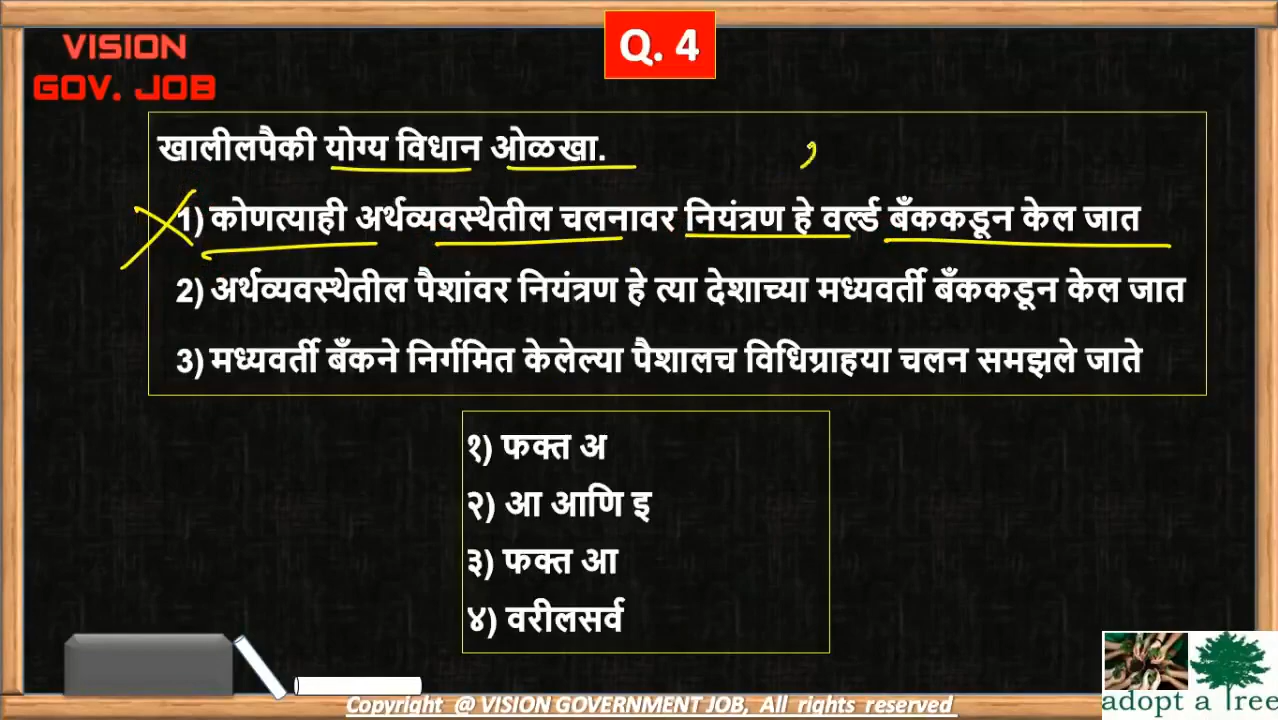 VISION
GOV. JOB
Q. 4
खालीलपैकी योग्य विधान ओळखा.
1) कोणत्याही अर्थव्यवस्थेतील चलनावर नियंत्रण हे वर्ल्ड बँककडून केल जात
2) अर्थव्यवस्थेतील पैशांवर नियंत्रण हे त्या देशाच्या मध्यवर्ती बँककडून केल जात
3) मध्यवर्ती बँकने निर्गमित केलेल्या पैशालच विधिग्राहया चलन समझले जाते
१) फक्त अ
२) आ आणि इ
३) फक्त आ
४) वरीलसर्व
adopt a Tree
Copyright @ VISION GOVERNMENT JOB, All rights reserved